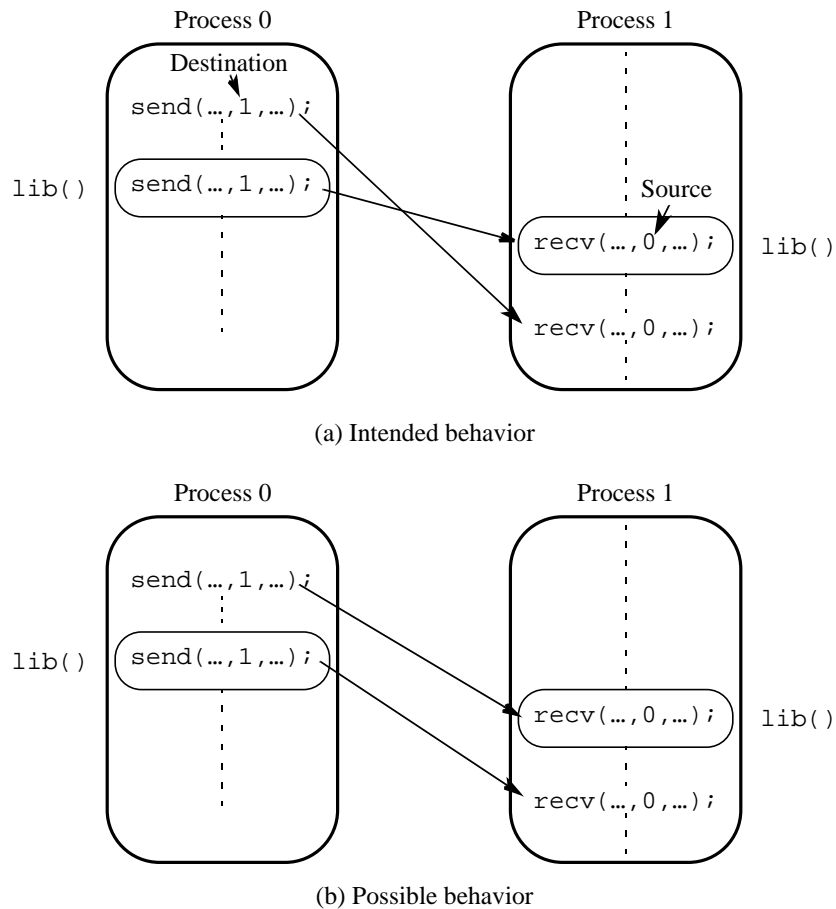 Process 0
Process 1
Destination
send(…,1,…);
lib()
send(…,1,…);
Source
recv(…,0,…);
lib()
recv(…,0,…);
(a) Intended behavior
Process 0
Process 1
send(…,1,…);
lib()
send(…,1,…);
recv(…,0,…);
lib()
recv(…,0,…);
(b) Possible behavior